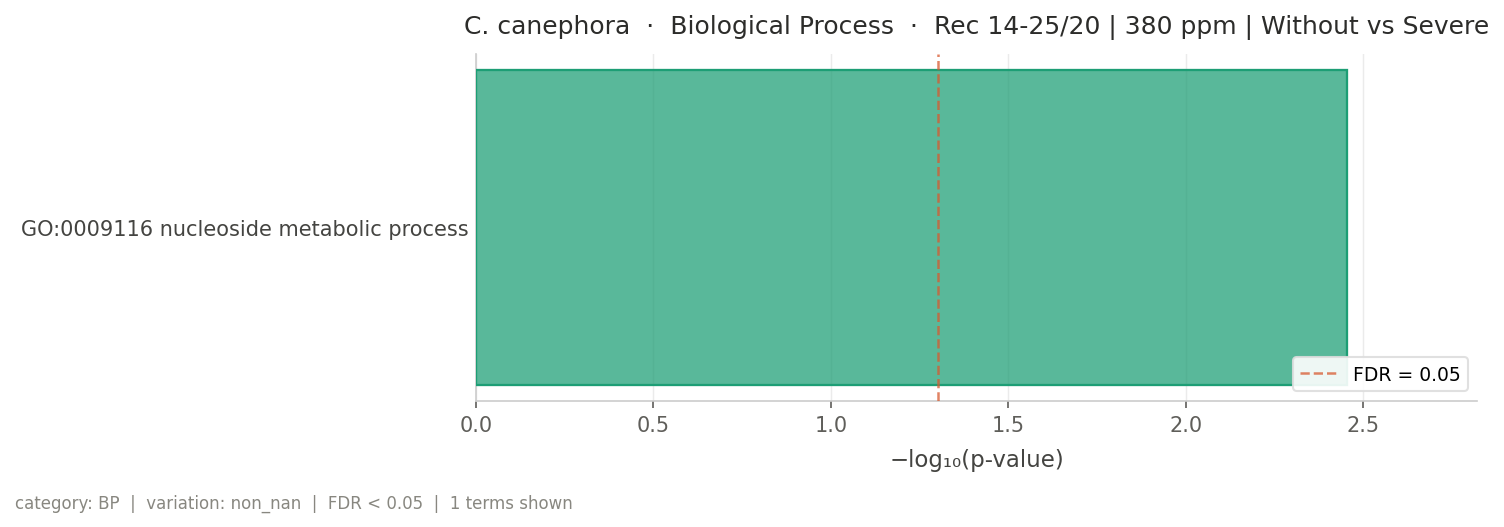 C. canephora · Biological Process · Rec 14-25/20 | 380 ppm | Without vs Severe
GO:0009116 nucleoside metabolic process
FDR = 0.05
0.0 0.5 1.0 1.5 2.0 2.5
−log₁₀(p-value)
category: BP | variation: non_nan | FDR < 0.05 | 1 terms shown